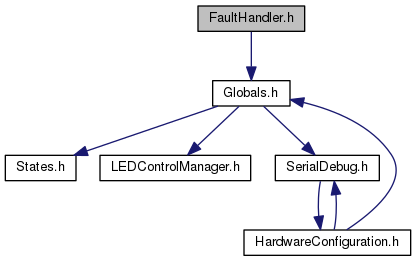 FaultHandler.h
Globals.h
States.h
LEDControlManager.h
SerialDebug.h
HardwareConfiguration.h